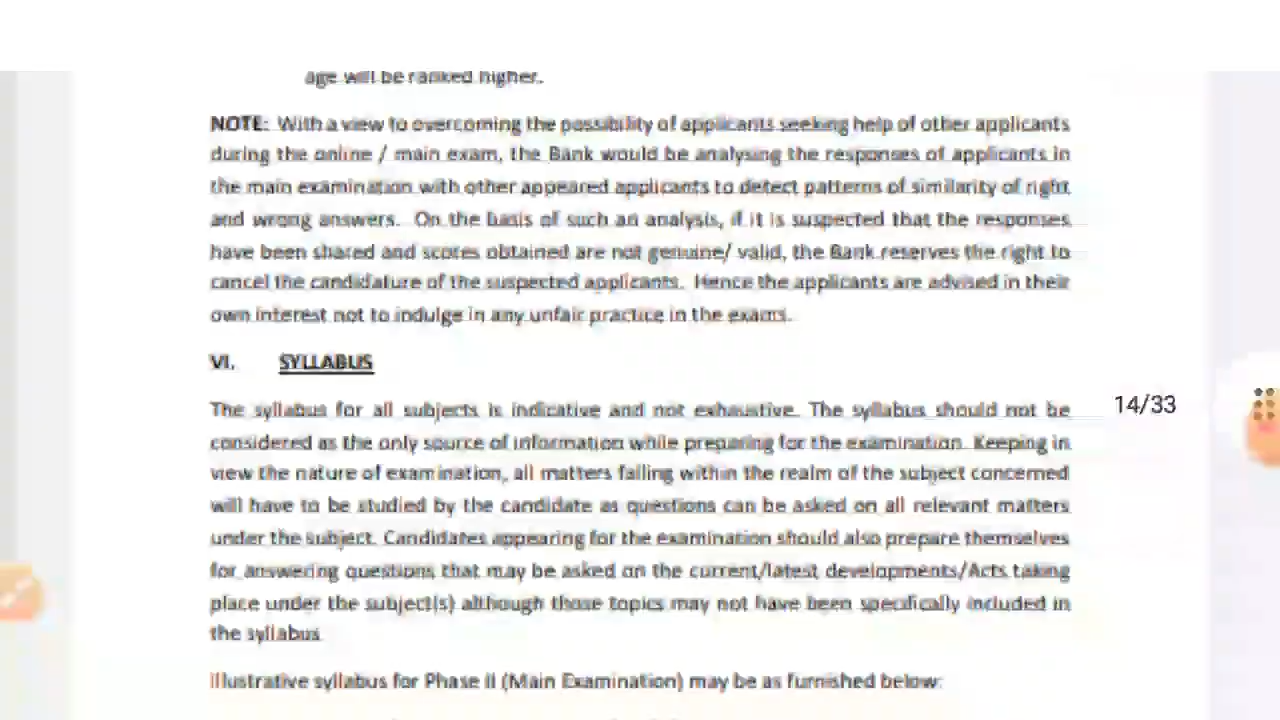 age will be ranked higher.
NOTE: With a view to overcoming the possibility of applicants seeking help of other applicants
during the online / main exam, the Bank would be analysing the responses of applicants in
the main examination with other appeared applicants to detect patterns of similarity of right
and wrong answers. On the basis of such an analysis, if it is suspected that the responses
have been shared and scores obtained are not genuine/ valid, the Bank reserves the right to
cancel the candidature of the suspected applicants. Hence the applicants are advised in their
own interest not to indulge in any unfair practice in the exams.
VI. SYLLABUS
The syllabus for all subjects is indicative and not exhaustive. The syllabus should not be
14/33
considered as the only source of information while preparing for the examination. Keeping in
view the nature of examination, all matters falling within the realm of the subject concerned
will have to be studied by the candidate as questions can be asked on all relevant matters
under the subject. Candidates appearing for the examination should also prepare themselves
for answering questions that may be asked on the current/latest developments/Acts taking
place under the subject(s) although those topics may not have been specifically included in
the syllabus.
Illustrative syllabus for Phase II (Main Examination) may be as furnished below: